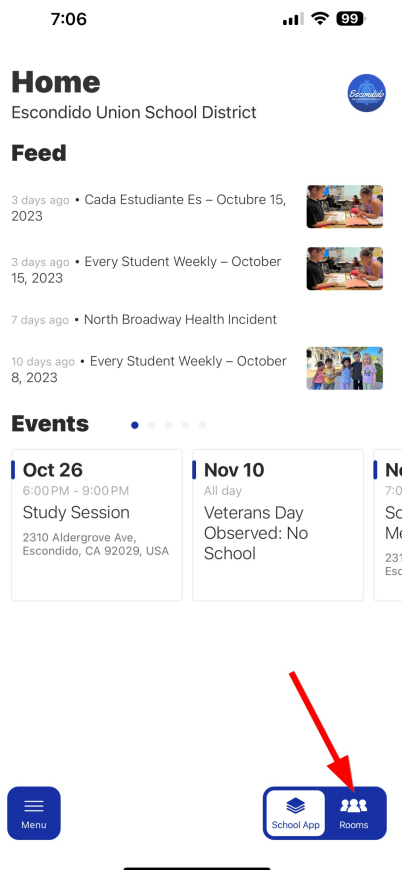 7:06
99
Home
Escondido Union School District
Escondido
Feed
3 days ago • Cada Estudiante Es – Octubre 15,
2023
3 days ago • Every Student Weekly – October
15, 2023
7 days ago • North Broadway Health Incident
10 days ago • Every Student Weekly – October
8, 2023
Events
Oct 26
6:00 PM - 9:00 PM
Study Session
2310 Aldergrove Ave,
Escondido, CA 92029, USA
Nov 10
All day
Veterans Day
Observed: No
School
Menu
School App
Rooms